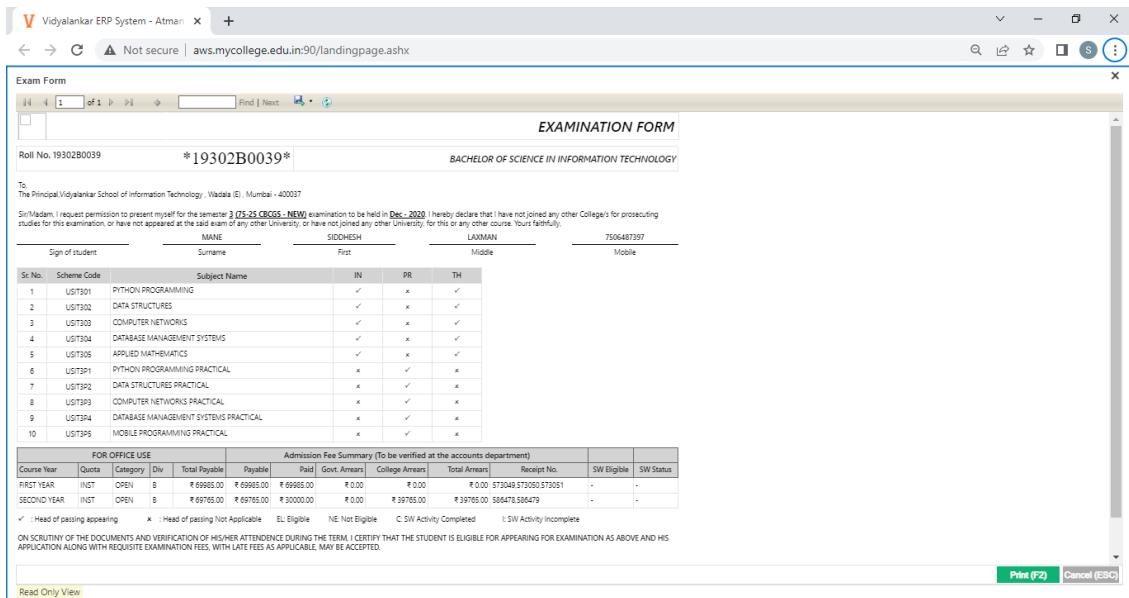 Vidyalankar ERP System - Atman
Not secure | aws.mycollege.edu.in:90/landingpage.ashx
S
Exam Form
1 of 1 Find | Next
EXAMINATION FORM
Roll No. 19302B0039 *19302B0039* BACHELOR OF SCIENCE IN INFORMATION TECHNOLOGY
To,
The Principal,Vidyalankar School of Information Technology , Wadala (E) , Mumbai - 400037
Sir/Madam, I request permission to present myself for the semester 3 (75-25 CBCGS - NEW) examination to be held in Dec - 2020. I hereby declare that I have not joined any other College/s for prosecuting
studies for this examination, or have not appeared at the said exam of any other University, or have not joined any other University, for this or any other course. Yours faithfully,
MANE SIDDHESH LAXMAN 7506487397
Sign of student Surname First Middle Mobile
Sr. No. Scheme Code Subject Name IN PR TH
1 USIT301 PYTHON PROGRAMMING ✓ × ✓
2 USIT302 DATA STRUCTURES ✓ × ✓
3 USIT303 COMPUTER NETWORKS ✓ × ✓
4 USIT304 DATABASE MANAGEMENT SYSTEMS ✓ × ✓
5 USIT305 APPLIED MATHEMATICS ✓ × ✓
6 USIT3P1 PYTHON PROGRAMMING PRACTICAL × ✓ ×
7 USIT3P2 DATA STRUCTURES PRACTICAL × ✓ ×
8 USIT3P3 COMPUTER NETWORKS PRACTICAL × ✓ ×
9 USIT3P4 DATABASE MANAGEMENT SYSTEMS PRACTICAL × ✓ ×
10 USIT3P5 MOBILE PROGRAMMING PRACTICAL × ✓ ×
FOR OFFICE USE Admission Fee Summary (To be verified at the accounts department)
Course Year Quota Category Div Total Payable Payable Paid Govt. Arrears College Arrears Total Arrears Receipt No. SW Eligible SW Status
FIRST YEAR INST OPEN B ₹ 69985.00 ₹ 69985.00 ₹ 69985.00 ₹ 0.00 ₹ 0.00 ₹ 0.00 573049,573050,573051 - -
SECOND YEAR INST OPEN B ₹ 69765.00 ₹ 69765.00 ₹ 30000.00 ₹ 0.00 ₹ 39765.00 ₹ 39765.00 586478,586479 - -
✓ : Head of passing appearing × : Head of passing Not Applicable EL: Eligible NE: Not Eligible C: SW Activity Completed I: SW Activity Incomplete
ON SCRUTINY OF THE DOCUMENTS AND VERIFICATION OF HIS/HER ATTENDENCE DURING THE TERM, I CERTIFY THAT THE STUDENT IS ELIGIBLE FOR APPEARING FOR EXAMINATION AS ABOVE AND HIS
APPLICATION ALONG WITH REQUISITE EXAMINATION FEES, WITH LATE FEES AS APPLICABLE, MAY BE ACCEPTED.
Print (F2) Cancel (ESC)
Read Only View